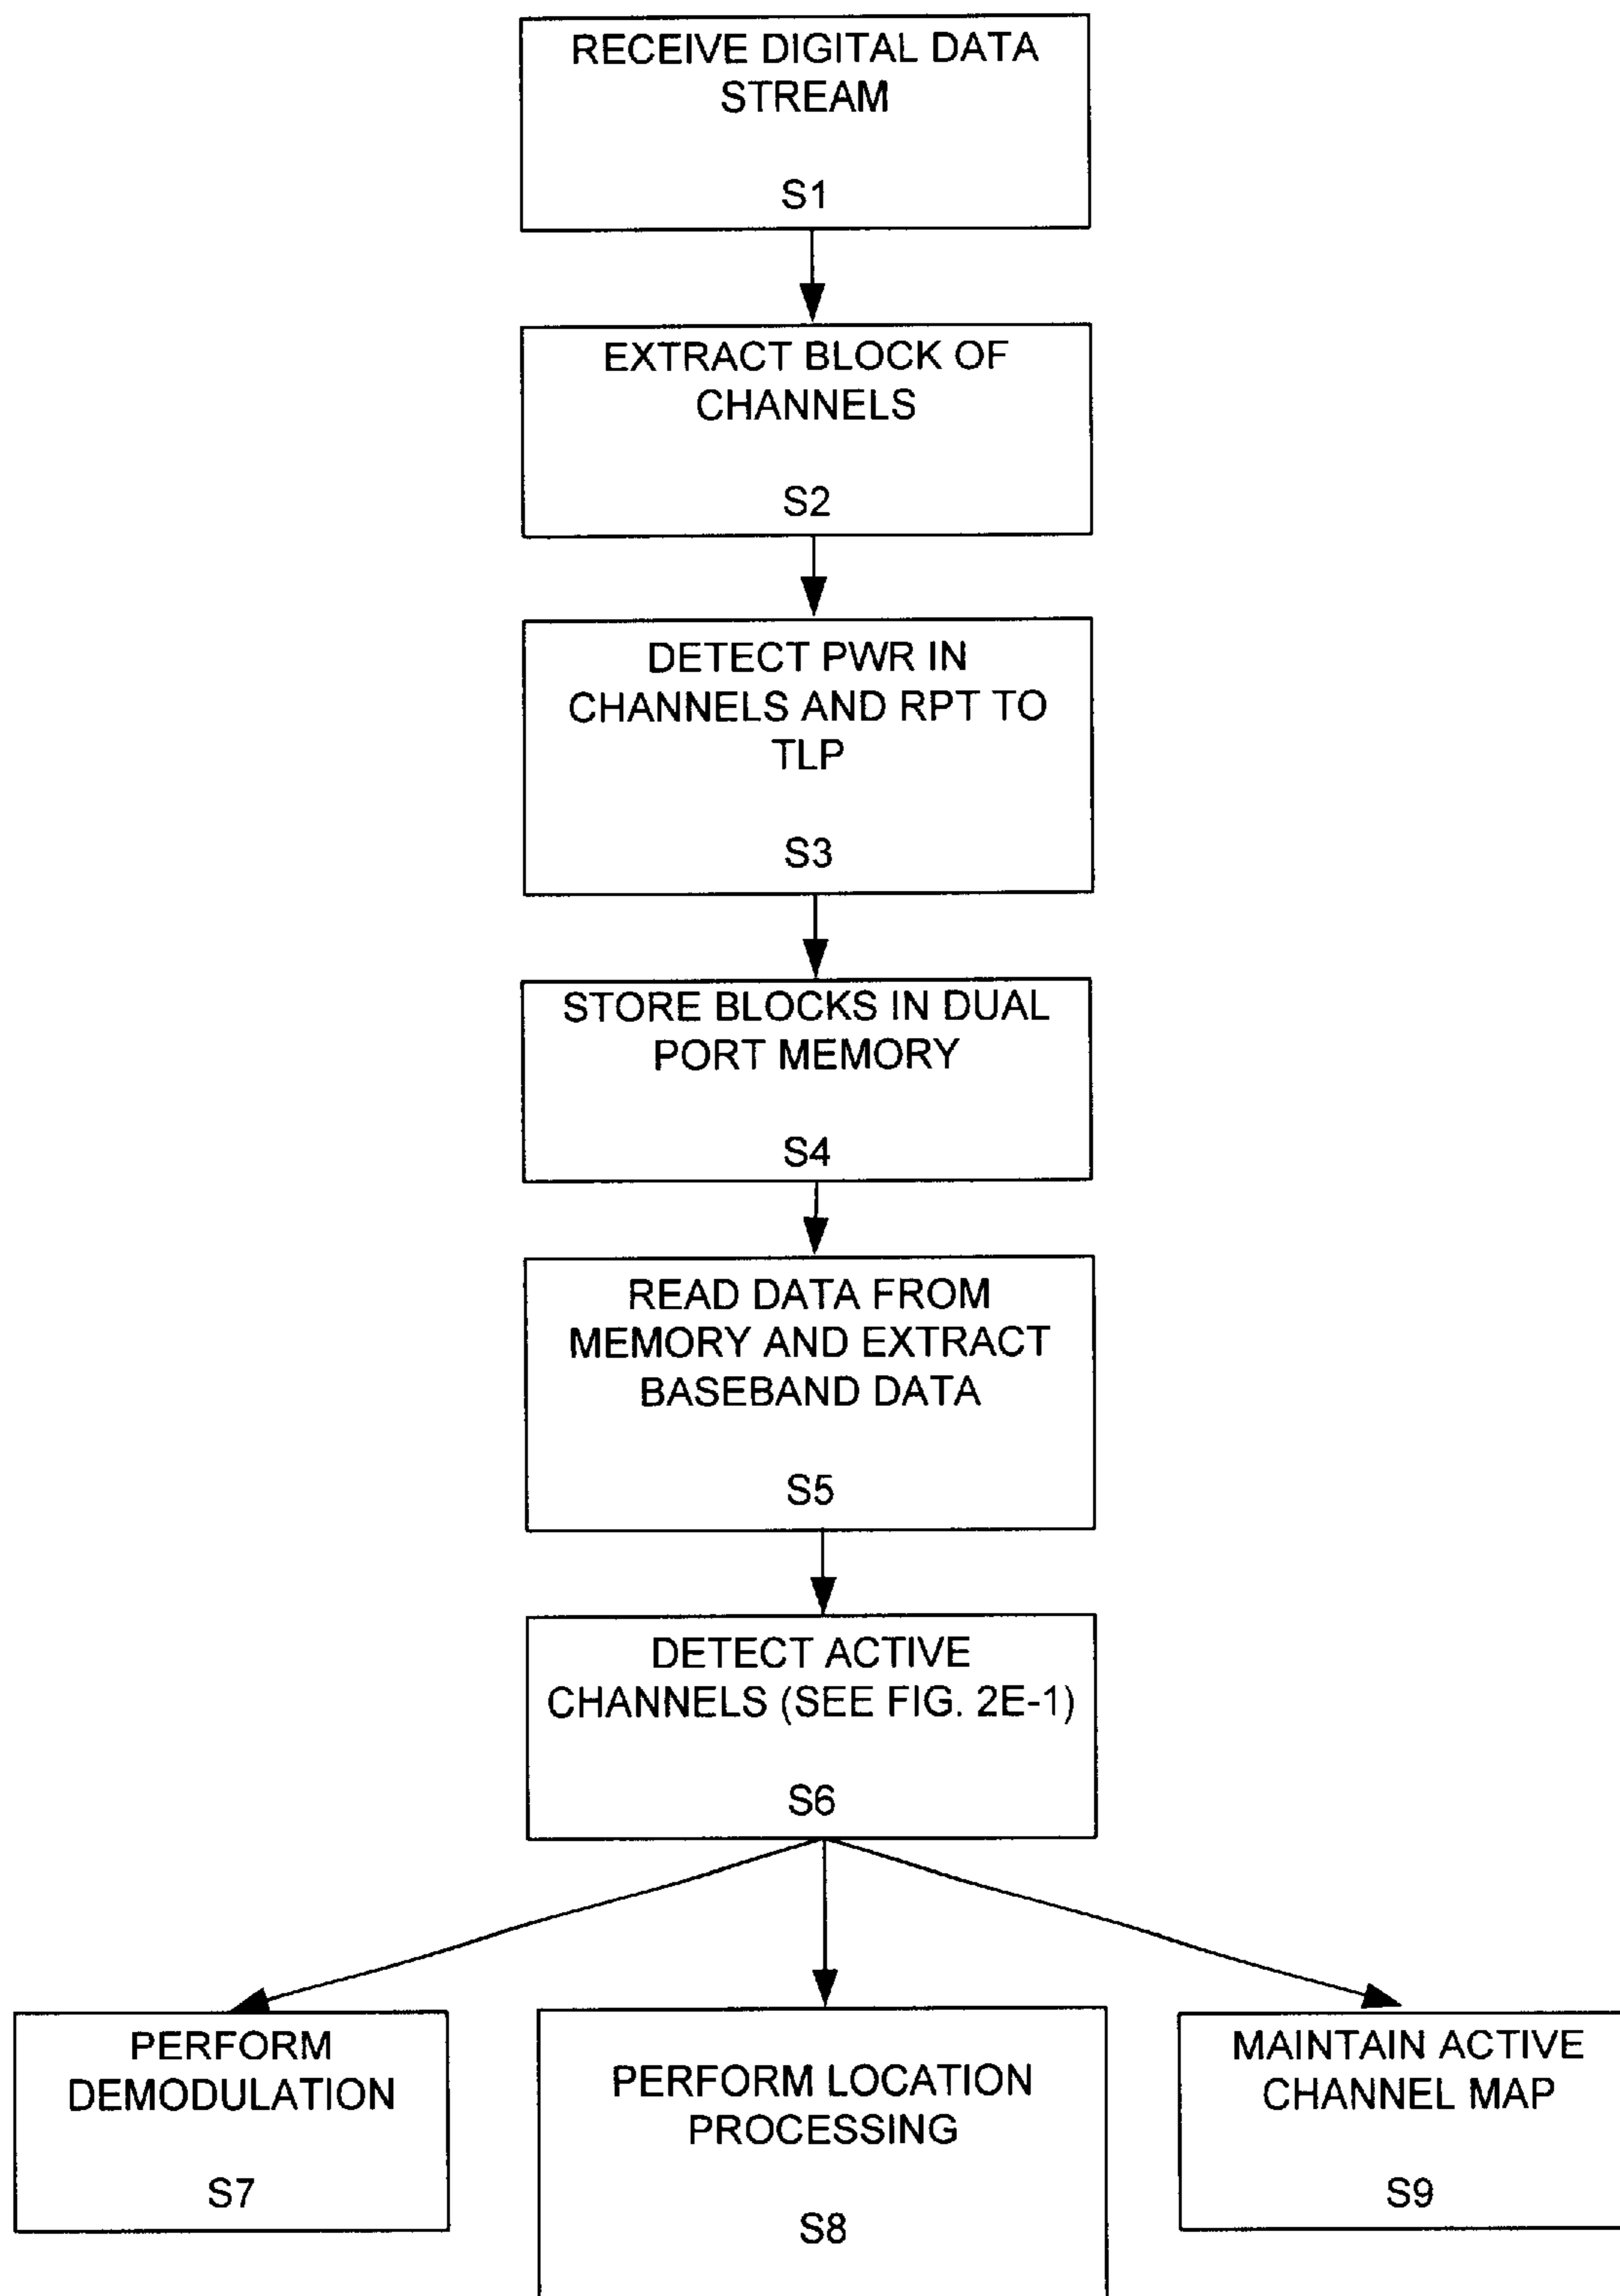 RECEIVE DIGITAL DATA
STREAM
S1
EXTRACT BLOCK OF
CHANNELS
S2
DETECT PWR IN
CHANNELS AND RPT TO
TLP
S3
STORE BLOCKS IN DUAL
PORT MEMORY
S4
READ DATA FROM
MEMORY AND EXTRACT
BASEBAND DATA
S5
DETECT ACTIVE
CHANNELS (SEE FIG. 2E-1)
S6
PERFORM
DEMODULATION
S7
PERFORM LOCATION
PROCESSING
S8
MAINTAIN ACTIVE
CHANNEL MAP
S9